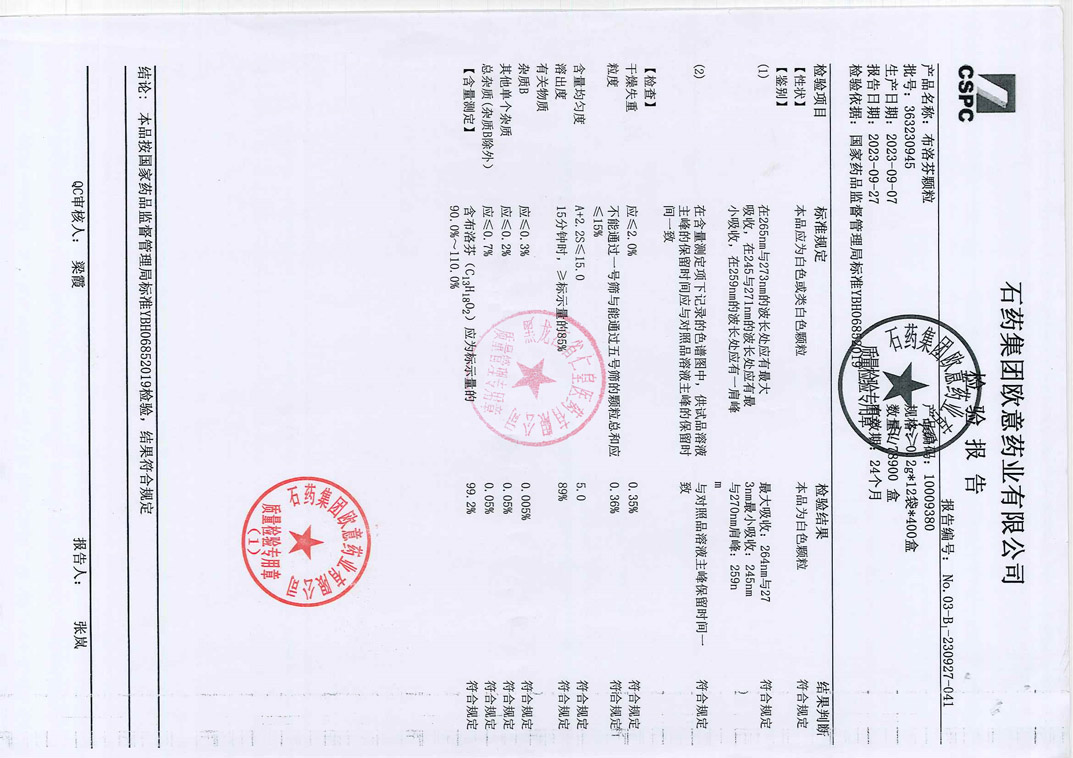 CSPC
石药集团欧意药业有限公司
检验报告
报告编号: No.03-B1-230927-041
产品名称: 布洛芬颗粒
产品编码: 10009380
批号: 363230945
规格: 0.2g*12袋*400盒
生产日期: 2023-09-07
数量: 78900 盒
报告日期: 2023-09-27
有效期: 24个月
检验依据: 国家药品监督管理局标准YBH06852019
检验项目 标准规定 检验结果 结果判断
【性状】 本品应为白色或类白色颗粒 本品为白色颗粒 符合规定
【鉴别】
(1) 在265nm与273nm的波长处应有最大 最大吸收: 264nm与27 符合规定
吸收, 在245与271nm的波长处应有最 3nm最小吸收: 245nm
小吸收, 在259nm的波长处应有一肩峰 与270nm肩峰: 259n
m
(2) 在含量测定项下记录的色谱图中, 供试品溶液 与对照品溶液主峰保留时间一 符合规定
主峰的保留时间应与对照品溶液主峰的保留时 致
间一致
【检查】
干燥失重 应≤2.0% 0.35% 符合规定
粒度 不能通过一号筛与能通过五号筛的颗粒总和应 0.36% 符合规定
≤15%
含量均匀度 A+2.2S≤15.0 5.0 符合规定
溶出度 15分钟时, ≥标示量的85% 89% 符合规定
有关物质
杂质B 应≤0.3% 0.005% 符合规定
其他单个杂质 应≤0.2% 0.05% 符合规定
总杂质(杂质B除外) 应≤0.7% 0.05% 符合规定
【含量测定】 含布洛芬 (C13H18O2) 应为标示量的 99.2% 符合规定
90.0%~110.0%
石药集团欧意药业有限公司
质量检验专用章
(1)
结论: 本品按国家药品监督管理局标准YBH06852019检验, 结果符合规定
QC审核人: 梁霞
报告人: 张岚